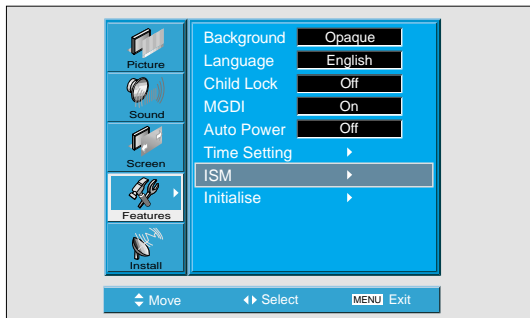 Picture
Sound
Screen
Features
Install
Background Opaque
Language English
Child Lock Off
MGDI On
Auto Power Off
Time Setting
ISM
Initialise
Move Select MENU Exit